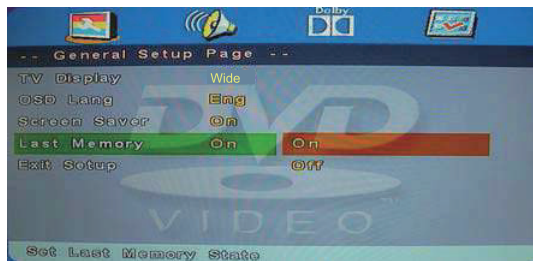 Dolby
-- General Setup Page --
TV Display Wide
OSD Lang Eng
Screen Saver On
Last Memory On On
Exit Setup Off
DVD
VIDEO
Set Last Memory State